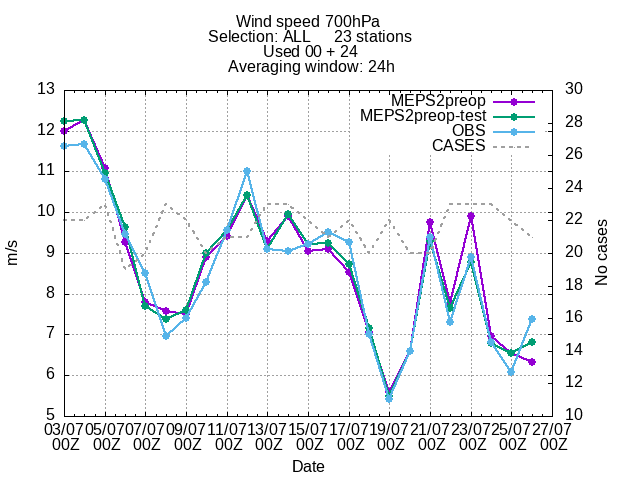 Wind speed 700hPa
Selection: ALL 23 stations
Used 00 + 24
Averaging window: 24h
MEPS2preop
MEPS2preop-test
OBS
CASES
13
12
11
10
9
8
7
6
5
m/s
30
28
26
24
22
20
18
16
14
12
10
No cases
03/07 05/07 07/07 09/07 11/07 13/07 15/07 17/07 19/07 21/07 23/07 25/07 27/07
00Z 00Z 00Z 00Z 00Z 00Z 00Z 00Z 00Z 00Z 00Z 00Z 00Z
Date